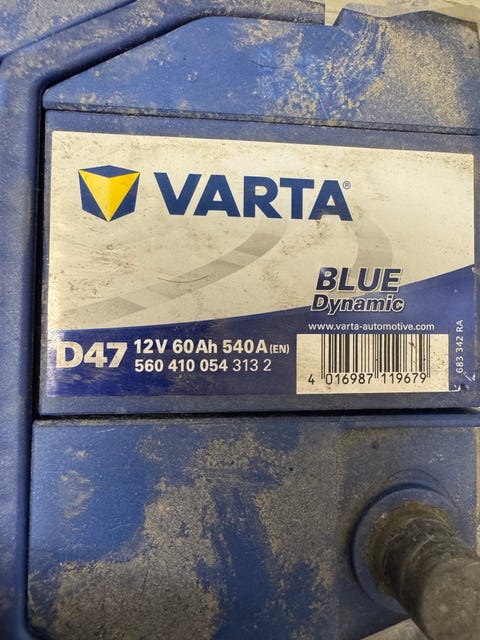 VARTA®
BLUE
Dynamic
www.varta-automotive.com
D47 12V 60Ah 540A (EN)
560 410 054 313 2
4 016987 119679
683 342 RA